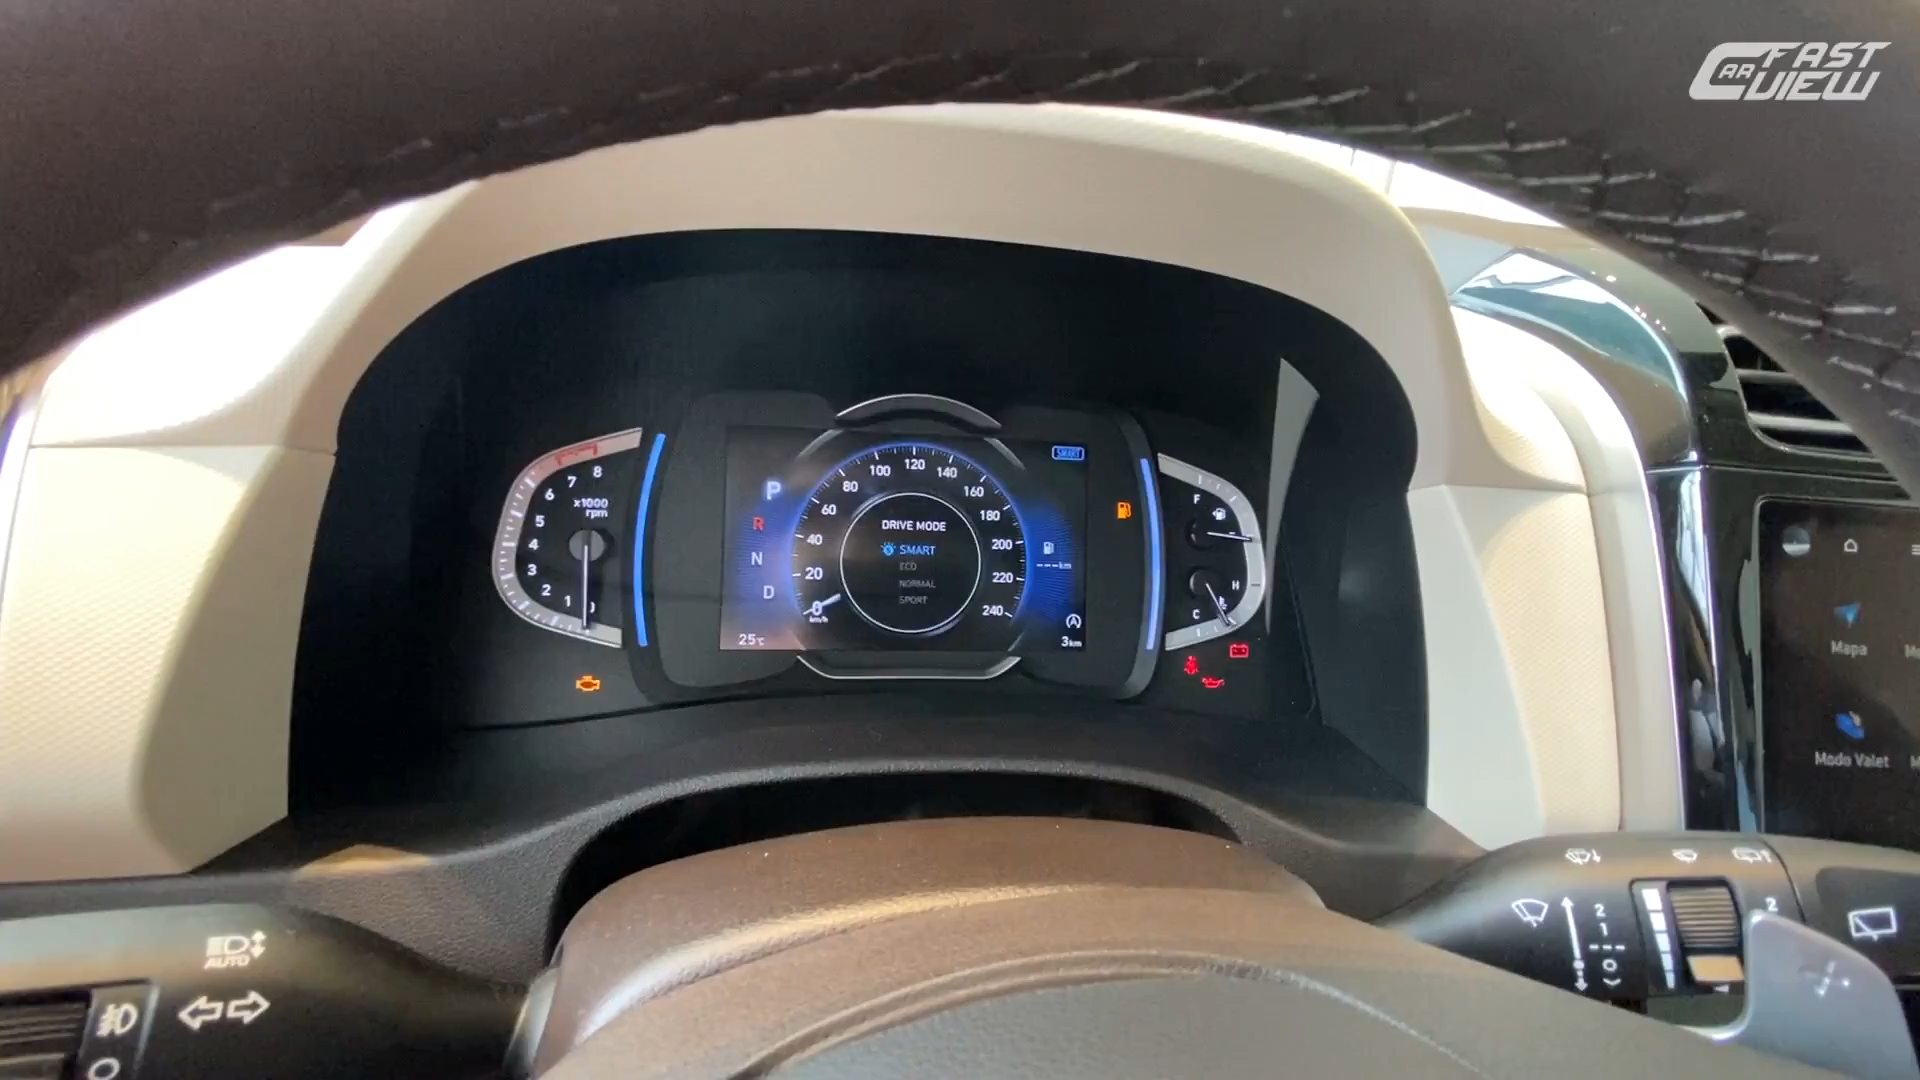 FAST
CAR VIEW
SMART
8
7
6
5
4
3
2
1
x1000
rpm
P
R
N
D
0
20
40
60
80
100
120
140
160
180
200
220
240
km/h
DRIVE MODE
SMART
ECO
NORMAL
SPORT
---km
25℃
3km
F
H
C
Mapa
Modo Valet
AUTO
2
1
2